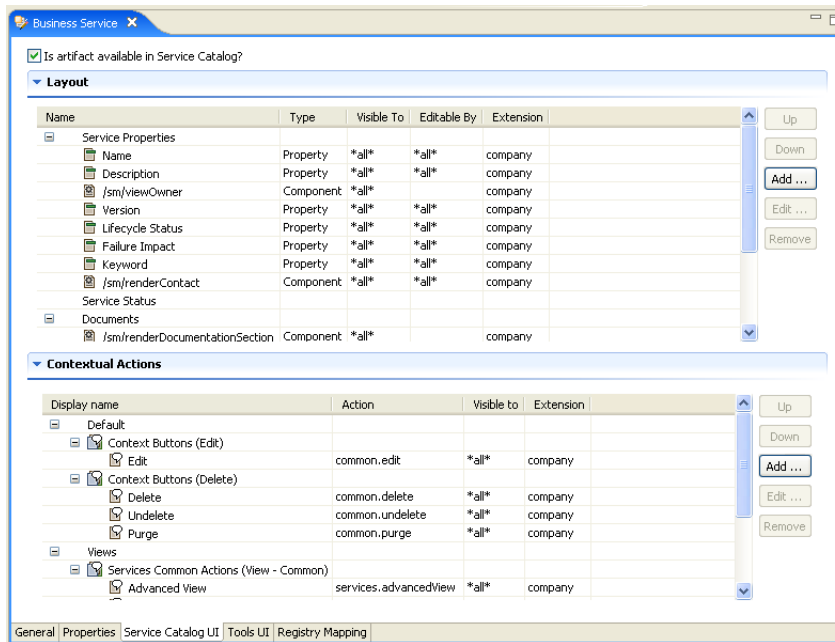 Business Service
Is artifact available in Service Catalog?
Layout
Name Type Visible To Editable By Extension
Service Properties
Name Property *all* *all* company
Description Property *all* *all* company
/sm/viewOwner Component *all* company
Version Property *all* *all* company
Lifecycle Status Property *all* *all* company
Failure Impact Property *all* *all* company
Keyword Property *all* *all* company
/sm/renderContact Component *all* *all* company
Service Status
Documents
/sm/renderDocumentationSection Component *all* company
Up
Down
Add ...
Edit ...
Remove
Contextual Actions
Display name Action Visible to Extension
Default
Context Buttons (Edit)
Edit common.edit *all* company
Context Buttons (Delete)
Delete common.delete *all* company
Undelete common.undelete *all* company
Purge common.purge *all* company
Views
Services Common Actions (View - Common)
Advanced View services.advancedView *all* company
Up
Down
Add ...
Edit ...
Remove
General Properties Service Catalog UI Tools UI Registry Mapping